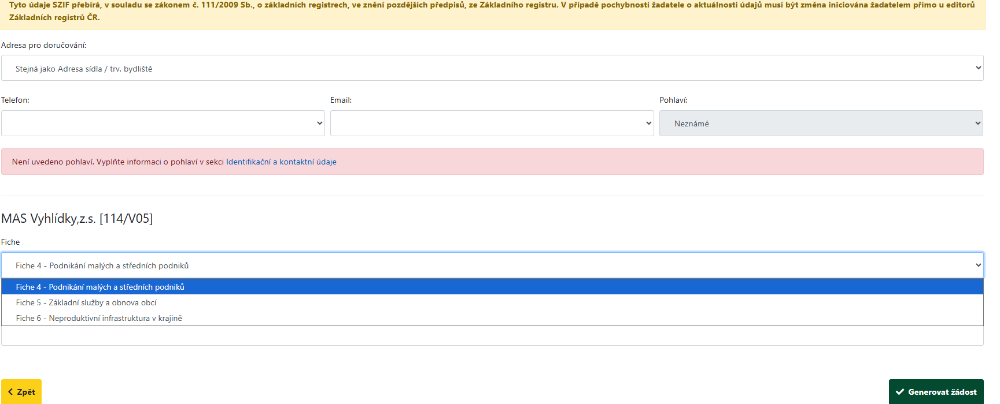 Tyto údaje SZIF přebírá, v souladu se zákonem č. 111/2009 Sb., o základních registrech, ve znění pozdějších předpisů, ze Základního registru. V případě pochybností žadatele o aktuálnosti údajů musí být změna iniciována žadatelem přímo u editorů
Základních registrů ČR.
Adresa pro doručování:
Stejná jako Adresa sídla / trv. bydliště
Telefon: Email: Pohlaví:
Neznámé
Není uvedeno pohlaví. Vyplňte informaci o pohlaví v sekci Identifikační a kontaktní údaje
MAS Vyhlídky,z.s. [114/V05]
Fiche
Fiche 4 - Podnikání malých a středních podniků
Fiche 4 - Podnikání malých a středních podniků
Fiche 5 - Základní služby a obnova obcí
Fiche 6 - Neproduktivní infrastruktura v krajině
Zpět Generovat žádost